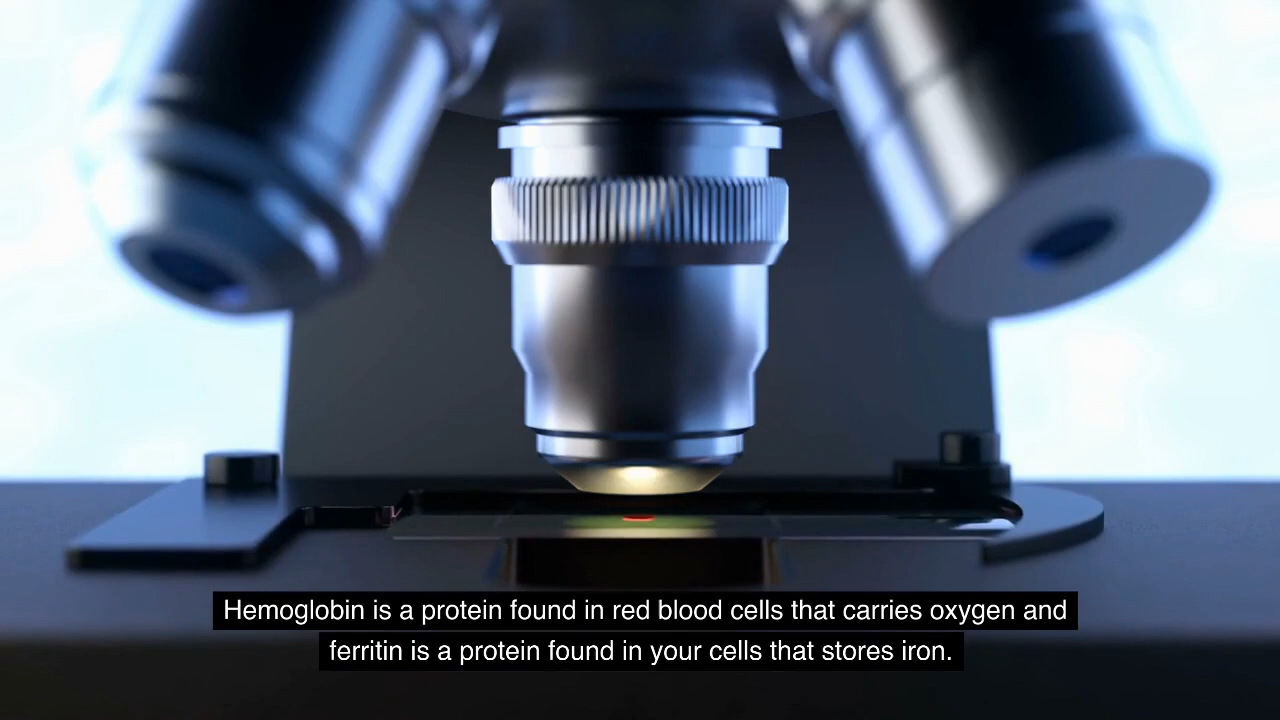 Hemoglobin is a protein found in red blood cells that carries oxygen and
ferritin is a protein found in your cells that stores iron.